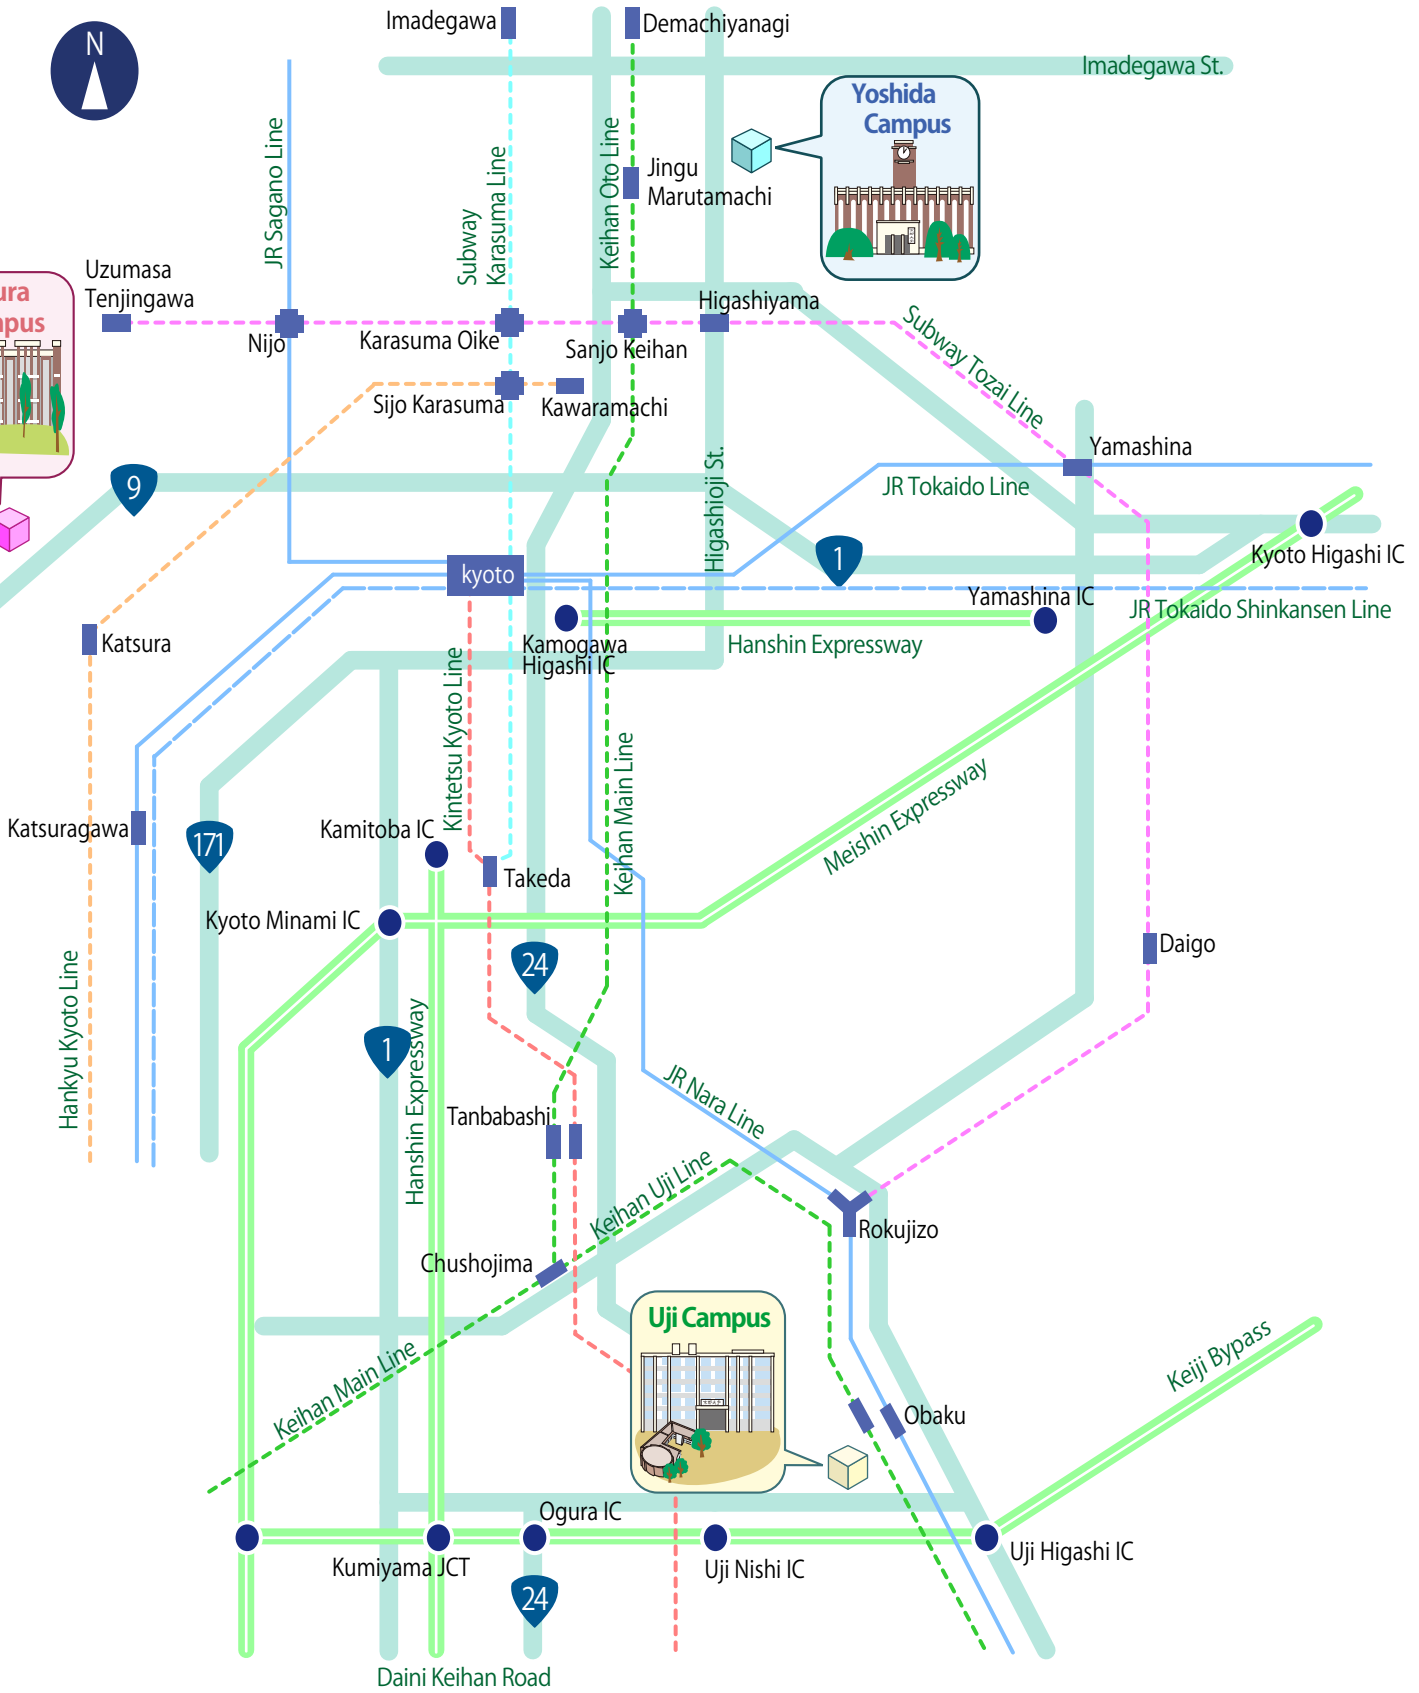 Imadegawa
Demachiyanagi
N
Imadegawa St.
Yoshida
Campus
JR Sagano Line
Subway
Karasuma Line
Keihan Oto Line
Jingu
Marutamachi
Uzumasa
Tenjingawa
ura
npus
Higashiyama
Nijo
Karasuma Oike
Sanjo Keihan
Subway Tozai Line
Sijo Karasuma
Kawaramachi
Yamashina
9
JR Tokaido Line
Higashioji St.
1
Kyoto Higashi IC
kyoto
Yamashina IC
JR Tokaido Shinkansen Line
Katsura
Kamogawa
Higashi IC
Hanshin Expressway
Kintetsu Kyoto Line
Keihan Main Line
Meishin Expressway
Katsuragawa
171
Kamitoba IC
Takeda
Kyoto Minami IC
24
Daigo
Hankyu Kyoto Line
1
Hanshin Expressway
JR Nara Line
Tanbabashi
Keihan Uji Line
Rokujizo
Chushojima
Uji Campus
Keihan Main Line
Keiji Bypass
Obaku
Ogura IC
Kumiyama JCT
Uji Nishi IC
Uji Higashi IC
24
Daini Keihan Road